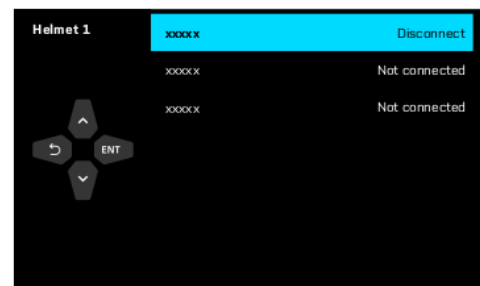 Helmet 1
xxxxx Disconnect
xxxxx Not connected
xxxxx Not connected
ENT